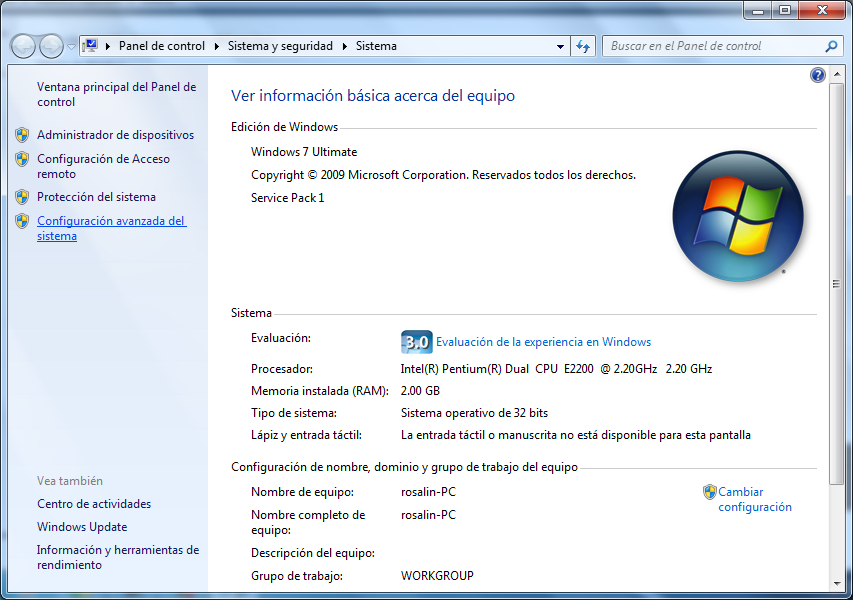 Panel de control ▸ Sistema y seguridad ▸ Sistema
Buscar en el Panel de control
Ventana principal del Panel de
control
Administrador de dispositivos
Configuración de Acceso
remoto
Protección del sistema
Configuración avanzada del
sistema
Vea también
Centro de actividades
Windows Update
Información y herramientas de
rendimiento
Ver información básica acerca del equipo
Edición de Windows
Windows 7 Ultimate
Copyright © 2009 Microsoft Corporation. Reservados todos los derechos.
Service Pack 1
Sistema
Evaluación: 3.0 Evaluación de la experiencia en Windows
Procesador: Intel(R) Pentium(R) Dual CPU E2200 @ 2.20GHz 2.20 GHz
Memoria instalada (RAM): 2.00 GB
Tipo de sistema: Sistema operativo de 32 bits
Lápiz y entrada táctil: La entrada táctil o manuscrita no está disponible para esta pantalla
Configuración de nombre, dominio y grupo de trabajo del equipo
Nombre de equipo: rosalin-PC
Cambiar
configuración
Nombre completo de
equipo: rosalin-PC
Descripción del equipo:
Grupo de trabajo: WORKGROUP